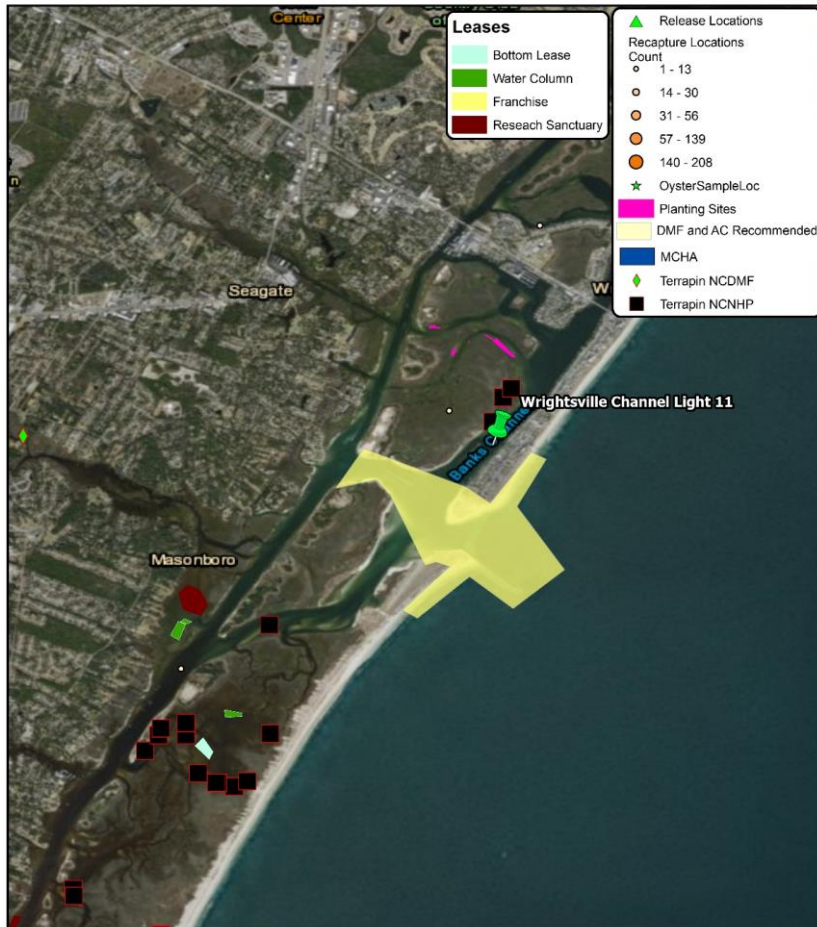 Center
of
Leases
Bottom Lease
Water Column
Franchise
Reseach Sanctuary
Release Locations
Recapture Locations
Count
1 - 13
14 - 30
31 - 56
57 - 139
140 - 208
OysterSampleLoc
Planting Sites
DMF and AC Recommended
MCHA
Terrapin NCDMF
Terrapin NCNHP
n
Seagate
W
Wrightsville Channel Light 11
Banks Channe
Masonboro